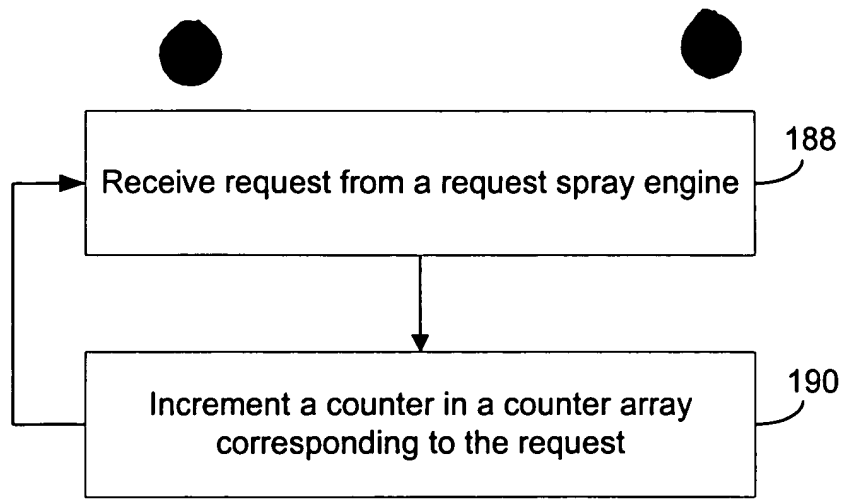 188
Receive request from a request spray engine
190
Increment a counter in a counter array
corresponding to the request